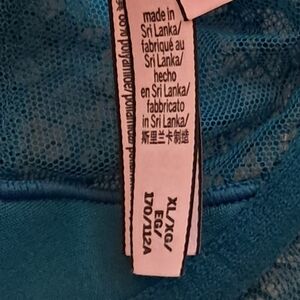 made in
Sri Lanka/
fabriqué au
Sri Lanka/
hecho
en Sri Lanka/
fabbricato
in Sri Lanka/
斯里兰卡制造
XL/XG/
EG/
170/112A